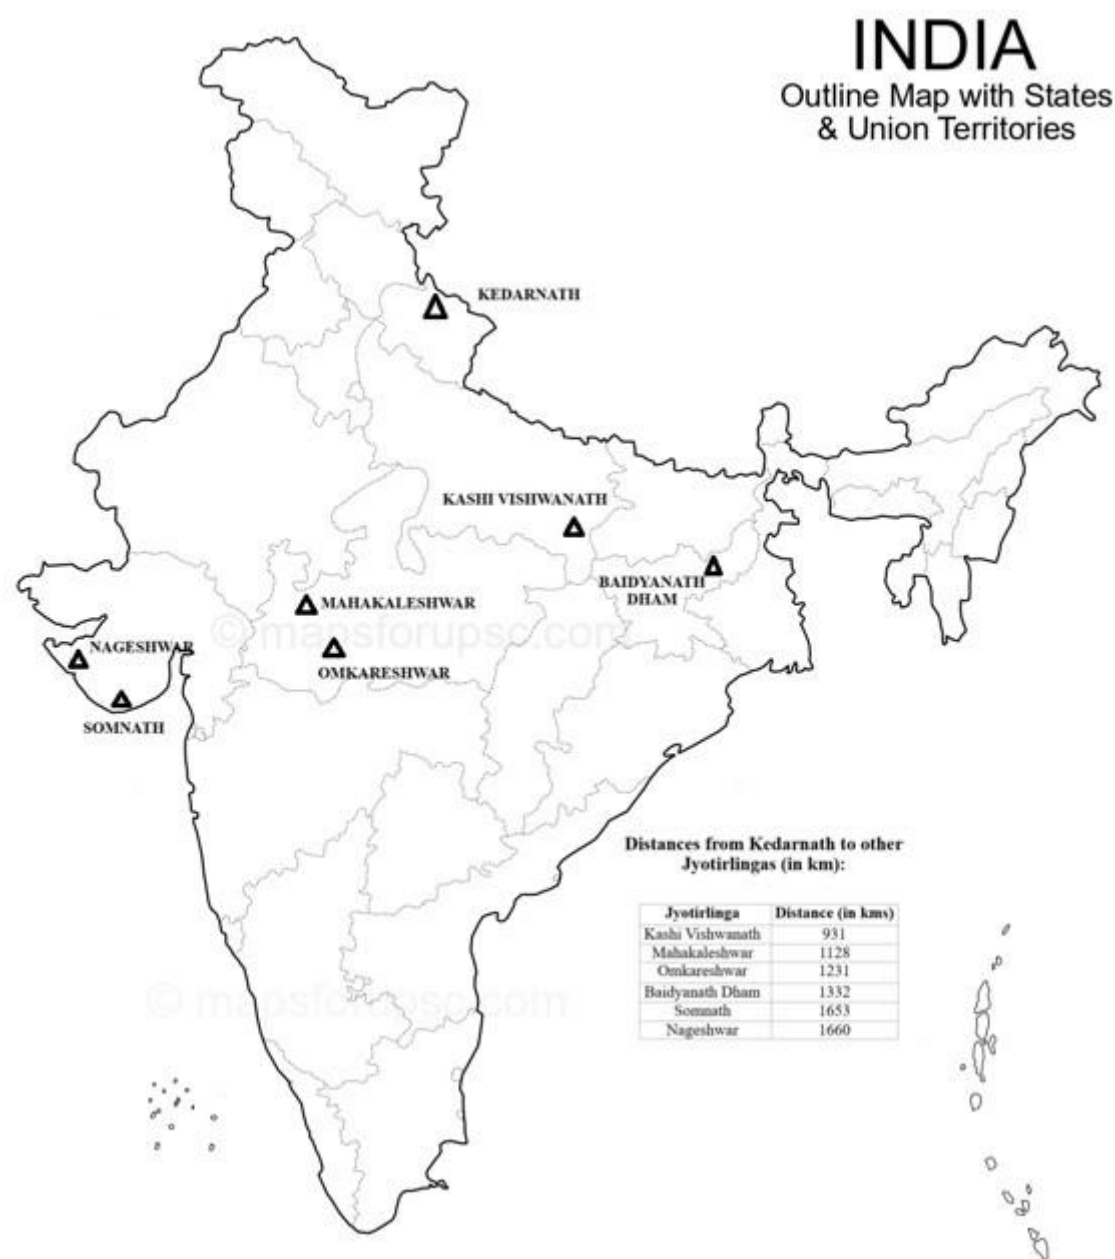 INDIA
Outline Map with States
& Union Territories
KEDARNATH
KASHI VISHWANATH
BAIDYANATH
DHAM
MAHAKALESHWAR
© mapsforupsc.com
NAGESHWAR
OMKARESHWAR
SOMNATH
Distances from Kedarnath to other
Jyotirlingas (in km):
Jyotirlinga Distance (in kms)
Kashi Vishwanath 931
Mahakaleshwar 1128
Omkareshwar 1231
Baidyanath Dham 1332
Somnath 1653
Nageshwar 1660
© mapsforupsc.com